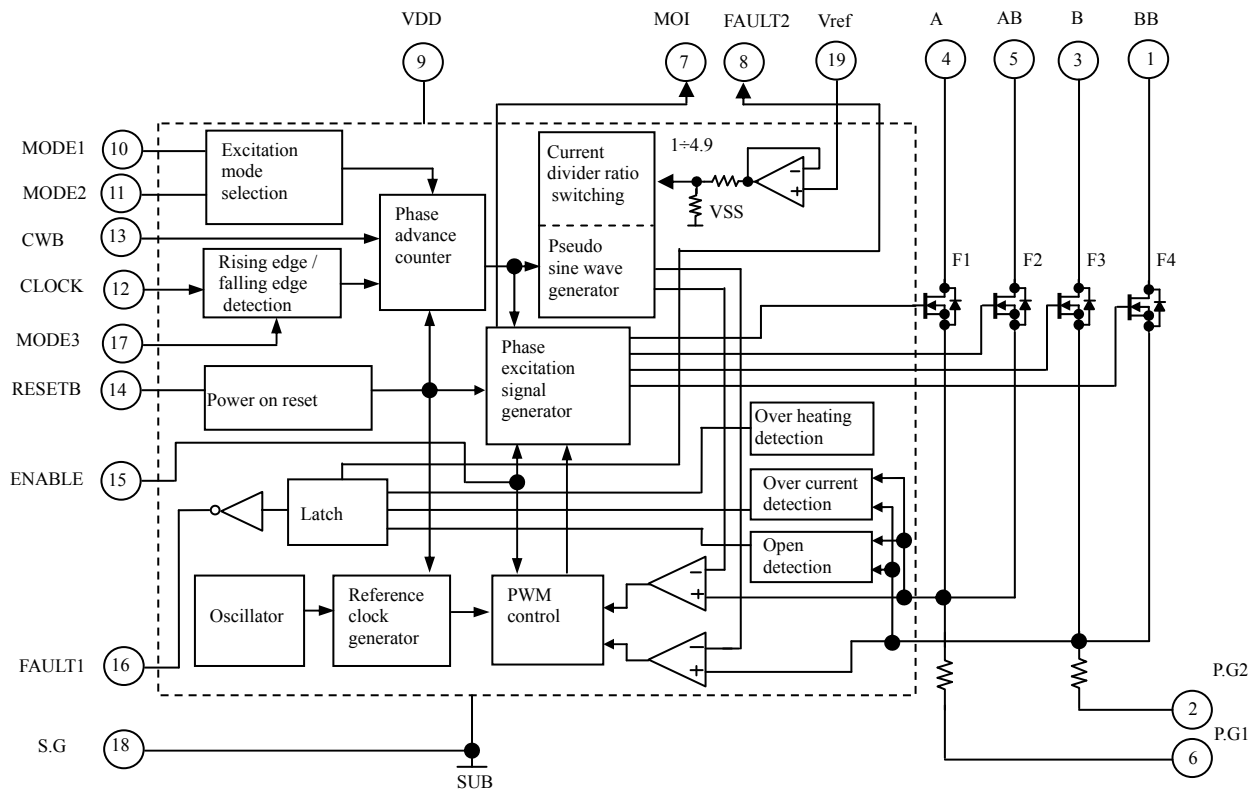 VDD
MOI
FAULT2
Vref
A
AB
B
BB
9
7
8
19
4
5
3
1
MODE1
10
MODE2
11
CWB
13
CLOCK
12
MODE3
17
RESETB
14
ENABLE
15
FAULT1
16
S.G
18
Excitation
mode
selection
Phase
advance
counter
Rising edge /
falling edge
detection
Power on reset
Current
divider ratio
switching
Pseudo
sine wave
generator
1÷4.9
VSS
−
+
F1
F2
F3
F4
Phase
excitation
signal
generator
Over heating
detection
Over current
detection
Open
detection
Latch
Oscillator
Reference
clock
generator
PWM
control
−
+
−
+
P.G2
2
P.G1
6
SUB